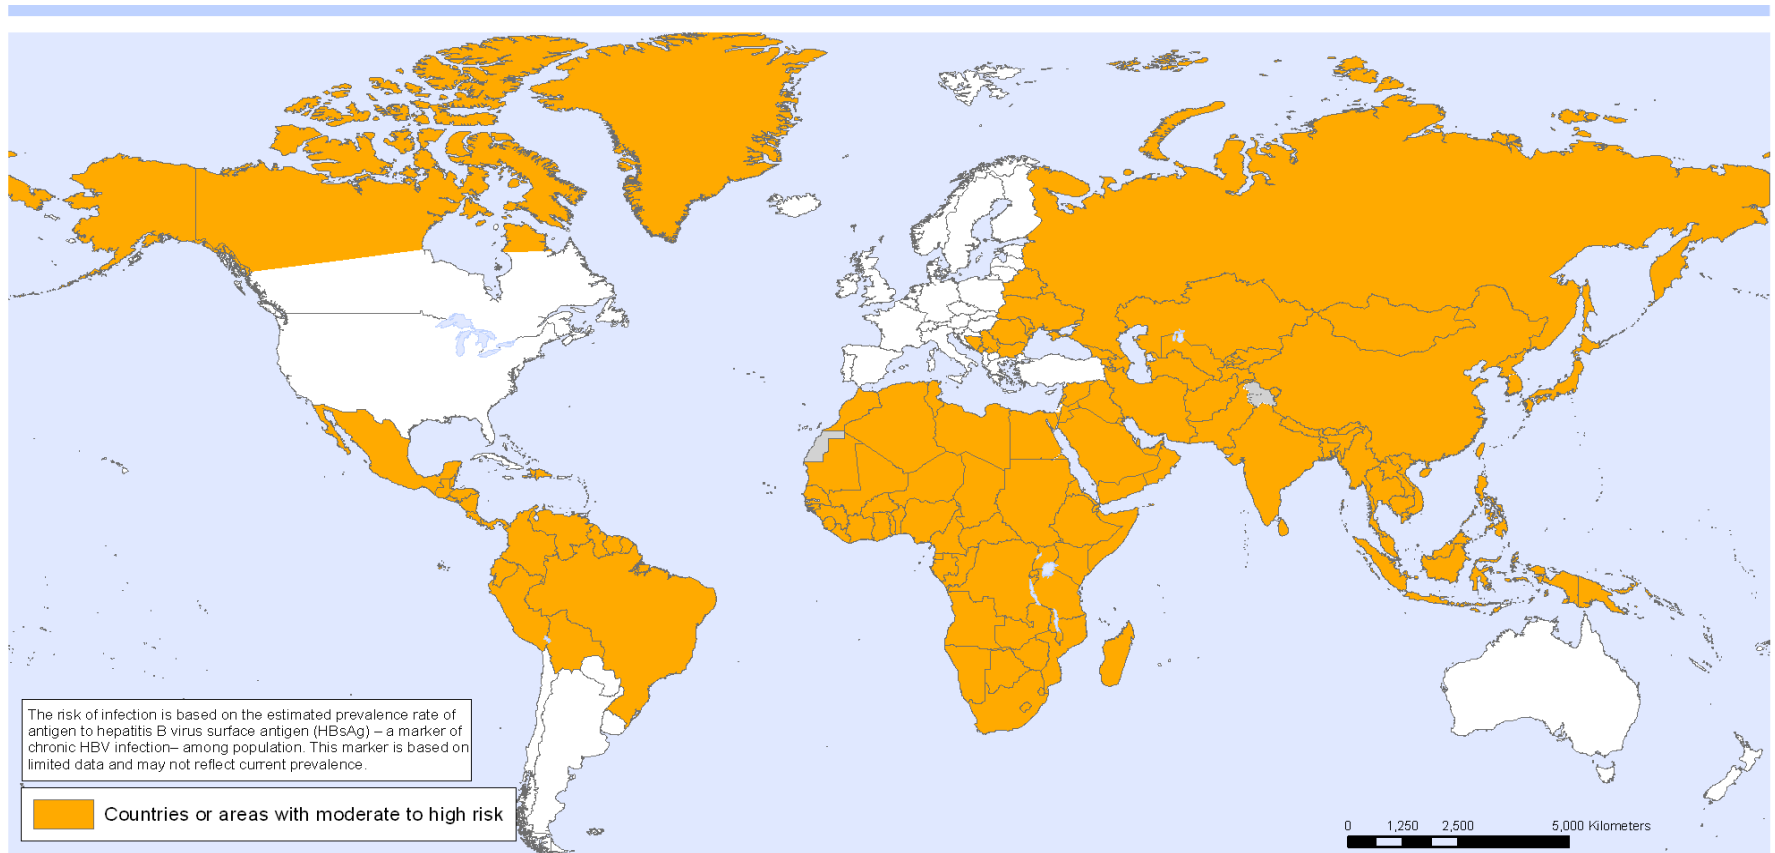 The risk of infection is based on the estimated prevalence rate of
antigen to hepatitis B virus surface antigen (HBsAg) – a marker of
chronic HBV infection– among population. This marker is based on
limited data and may not reflect current prevalence.
Countries or areas with moderate to high risk
0 1,250 2,500 5,000 Kilometers